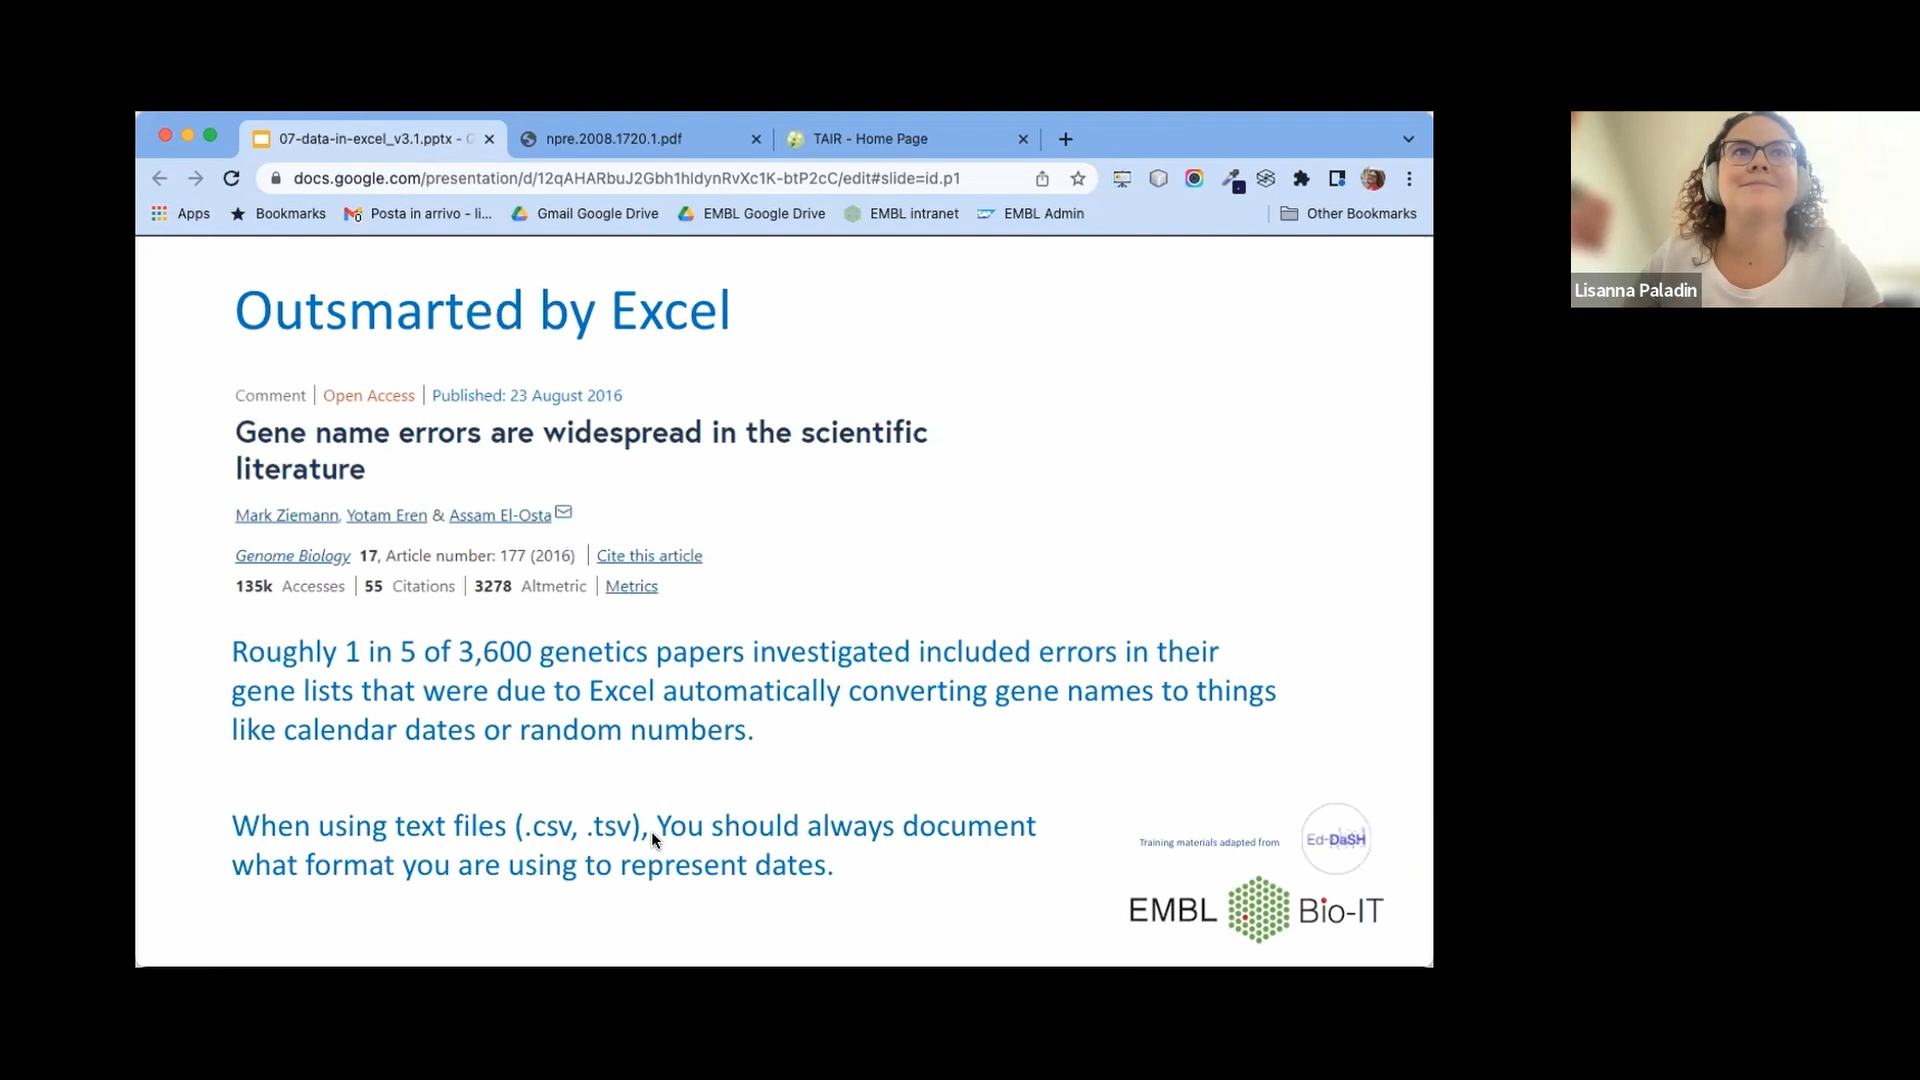 07-data-in-excel_v3.1.pptx - G
npre.2008.1720.1.pdf
TAIR - Home Page
docs.google.com/presentation/d/12qAHARbuJ2Gbh1hldynRvXc1K-btP2cC/edit#slide=id.p1
Apps
Bookmarks
Posta in arrivo - li...
Gmail Google Drive
EMBL Google Drive
EMBL intranet
EMBL Admin
Other Bookmarks
Lisanna Paladin
Outsmarted by Excel
Comment | Open Access | Published: 23 August 2016
Gene name errors are widespread in the scientific
literature
Mark Ziemann, Yotam Eren & Assam El-Osta
Genome Biology 17, Article number: 177 (2016) | Cite this article
135k Accesses | 55 Citations | 3278 Altmetric | Metrics
Roughly 1 in 5 of 3,600 genetics papers investigated included errors in their
gene lists that were due to Excel automatically converting gene names to things
like calendar dates or random numbers.
When using text files (.csv, .tsv), You should always document
what format you are using to represent dates.
Training materials adapted from
Ed-DaSH
EMBL Bio-IT